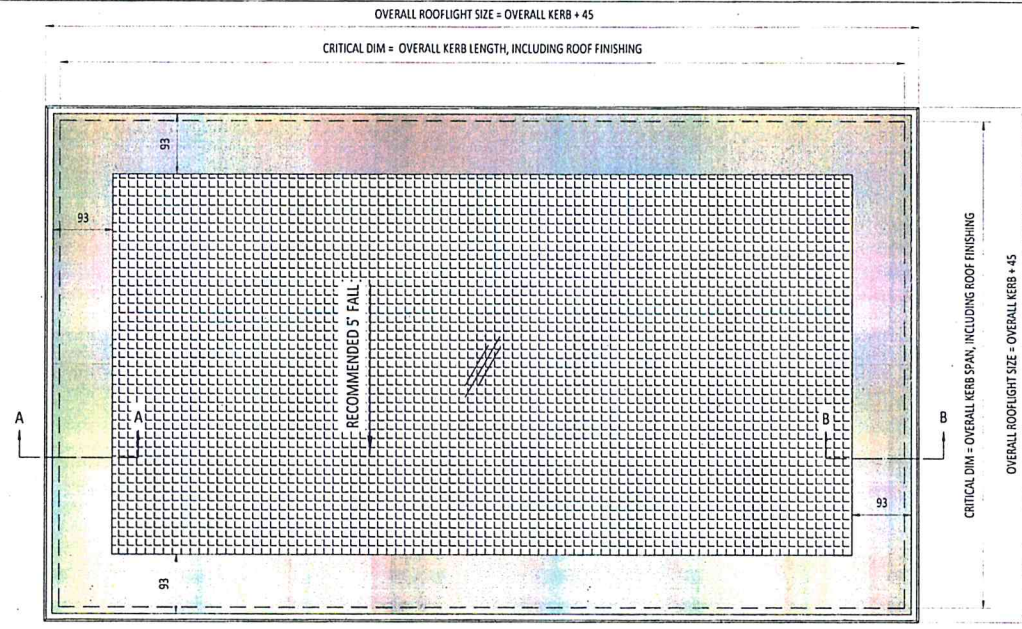 OVERALL ROOFLIGHT SIZE = OVERALL KERB + 45
CRITICAL DIM = OVERALL KERB LENGTH, INCLUDING ROOF FINISHING
93
93
RECOMMENDED 5° FALL
A
A
B
B
93
93
CRITICAL DIM = OVERALL KERB SPAN, INCLUDING ROOF FINISHING
OVERALL ROOFLIGHT SIZE = OVERALL KERB + 45